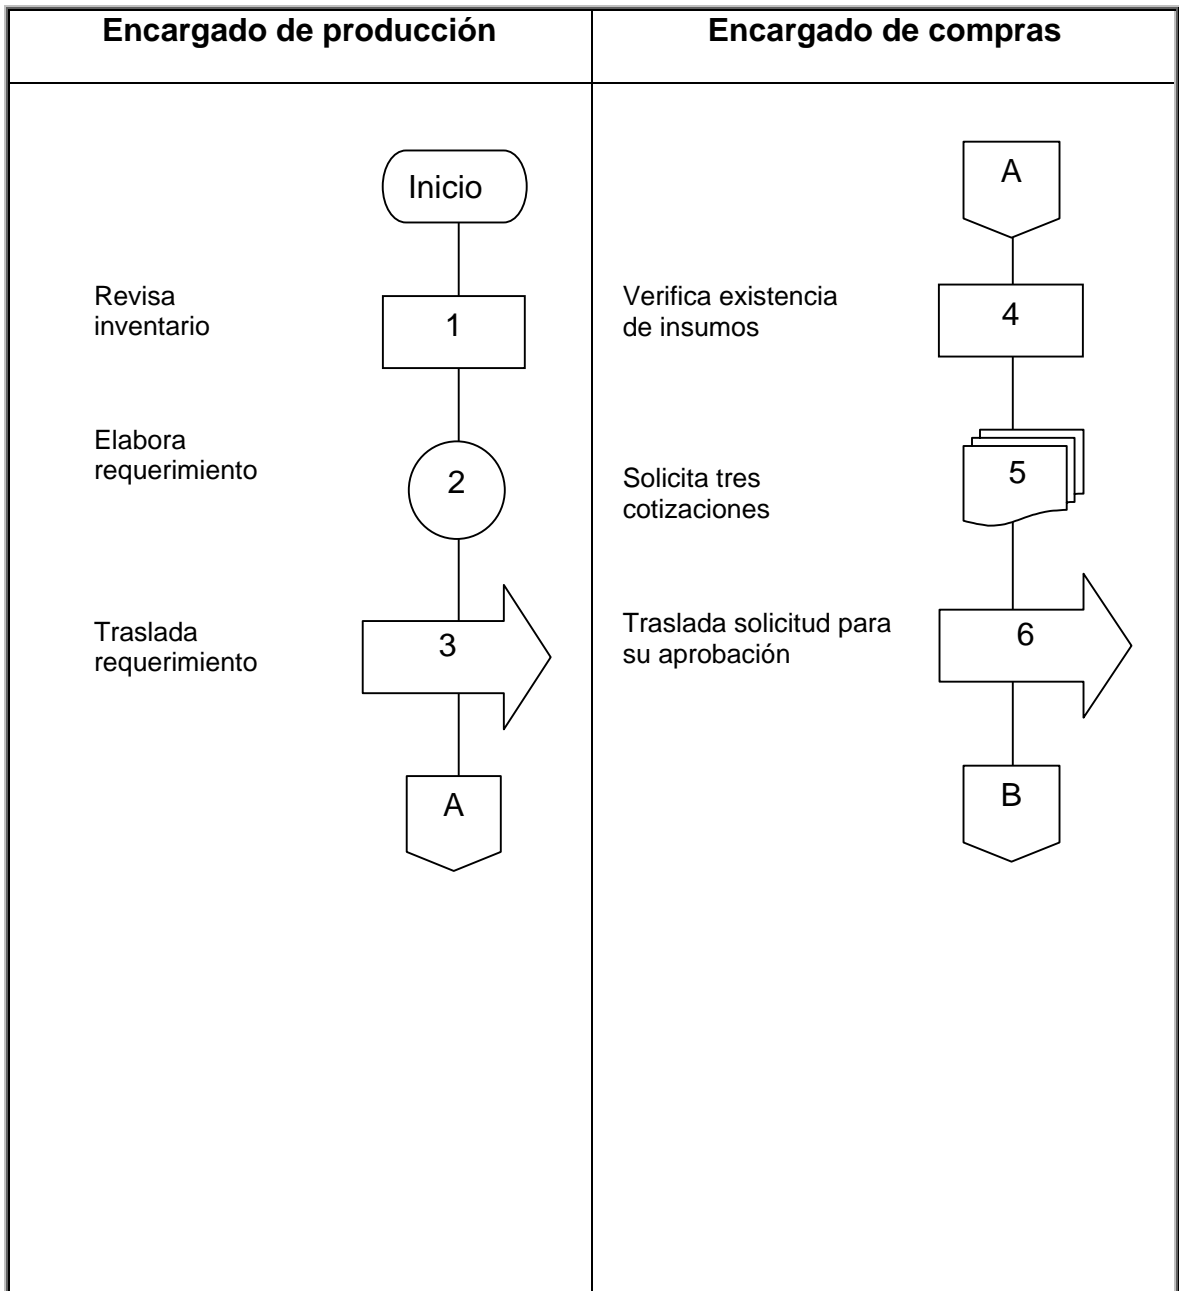 Encargado de producción
Encargado de compras
Inicio
Revisa
inventario
1
Elabora
requerimiento
2
Traslada
requerimiento
3
A
A
Verifica existencia
de insumos
4
Solicita tres
cotizaciones
5
Traslada solicitud para
su aprobación
6
B